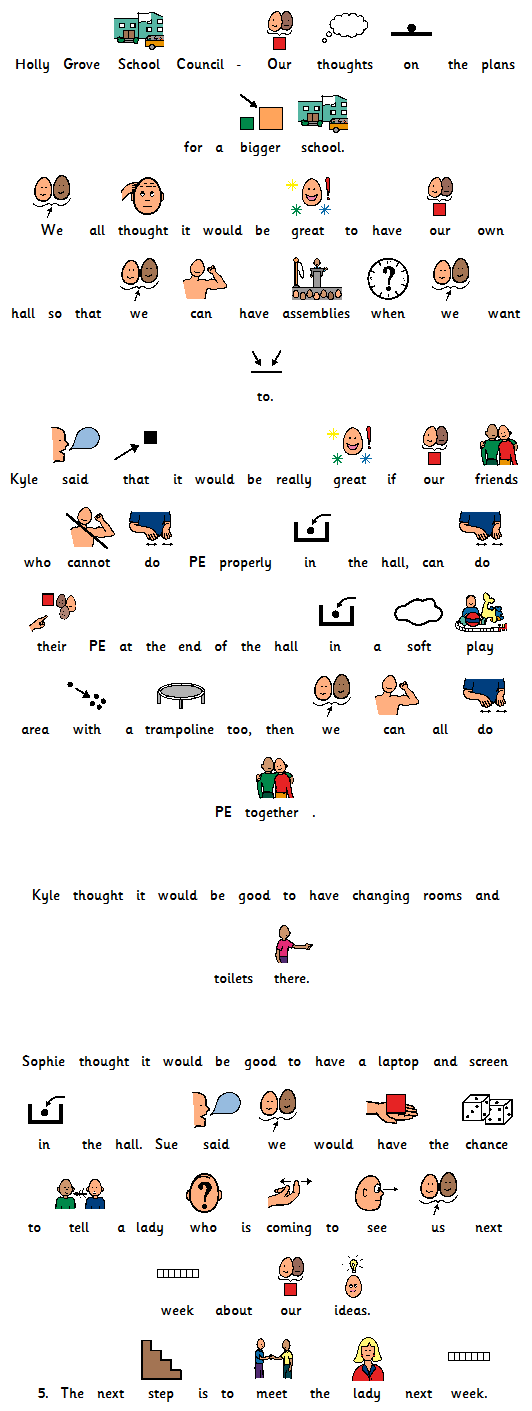 Holly Grove School Council - Our thoughts on the plans
for a bigger school.
We all thought it would be great to have our own
hall so that we can have assemblies when we want
to.
Kyle said that it would be really great if our friends
who cannot do PE properly in the hall, can do
their PE at the end of the hall in a soft play
area with a trampoline too, then we can all do
PE together .
Kyle thought it would be good to have changing rooms and
toilets there.
Sophie thought it would be good to have a laptop and screen
in the hall. Sue said we would have the chance
to tell a lady who is coming to see us next
week about our ideas.
5. The next step is to meet the lady next week.